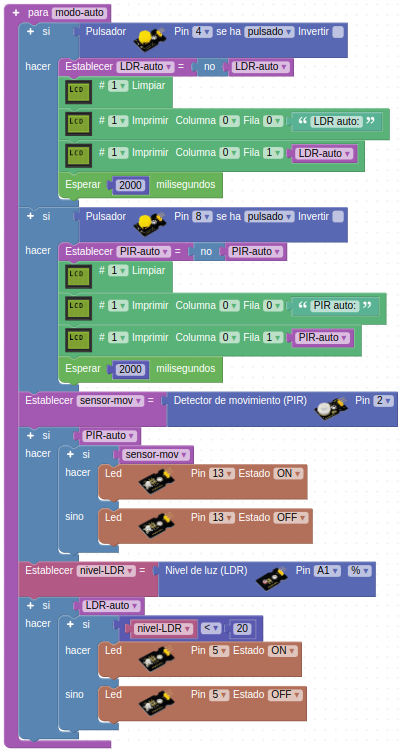 para modo-auto
si Pulsador Pin 4 se ha pulsado Invertir
hacer Establecer LDR-auto = no LDR-auto
LCD # 1 Limpiar
LCD # 1 Imprimir Columna 0 Fila 0 “ LDR auto: ”
LCD # 1 Imprimir Columna 0 Fila 1 LDR-auto
Esperar 2000 milisegundos
si Pulsador Pin 8 se ha pulsado Invertir
hacer Establecer PIR-auto = no PIR-auto
LCD # 1 Limpiar
LCD # 1 Imprimir Columna 0 Fila 0 “ PIR auto: ”
LCD # 1 Imprimir Columna 0 Fila 1 PIR-auto
Esperar 2000 milisegundos
Establecer sensor-mov = Detector de movimiento (PIR) Pin 2
si PIR-auto
hacer si sensor-mov
hacer Led Pin 13 Estado ON
sino Led Pin 13 Estado OFF
Establecer nivel-LDR = Nivel de luz (LDR) Pin A1 %
si LDR-auto
hacer si nivel-LDR < 20
hacer Led Pin 5 Estado ON
sino Led Pin 5 Estado OFF